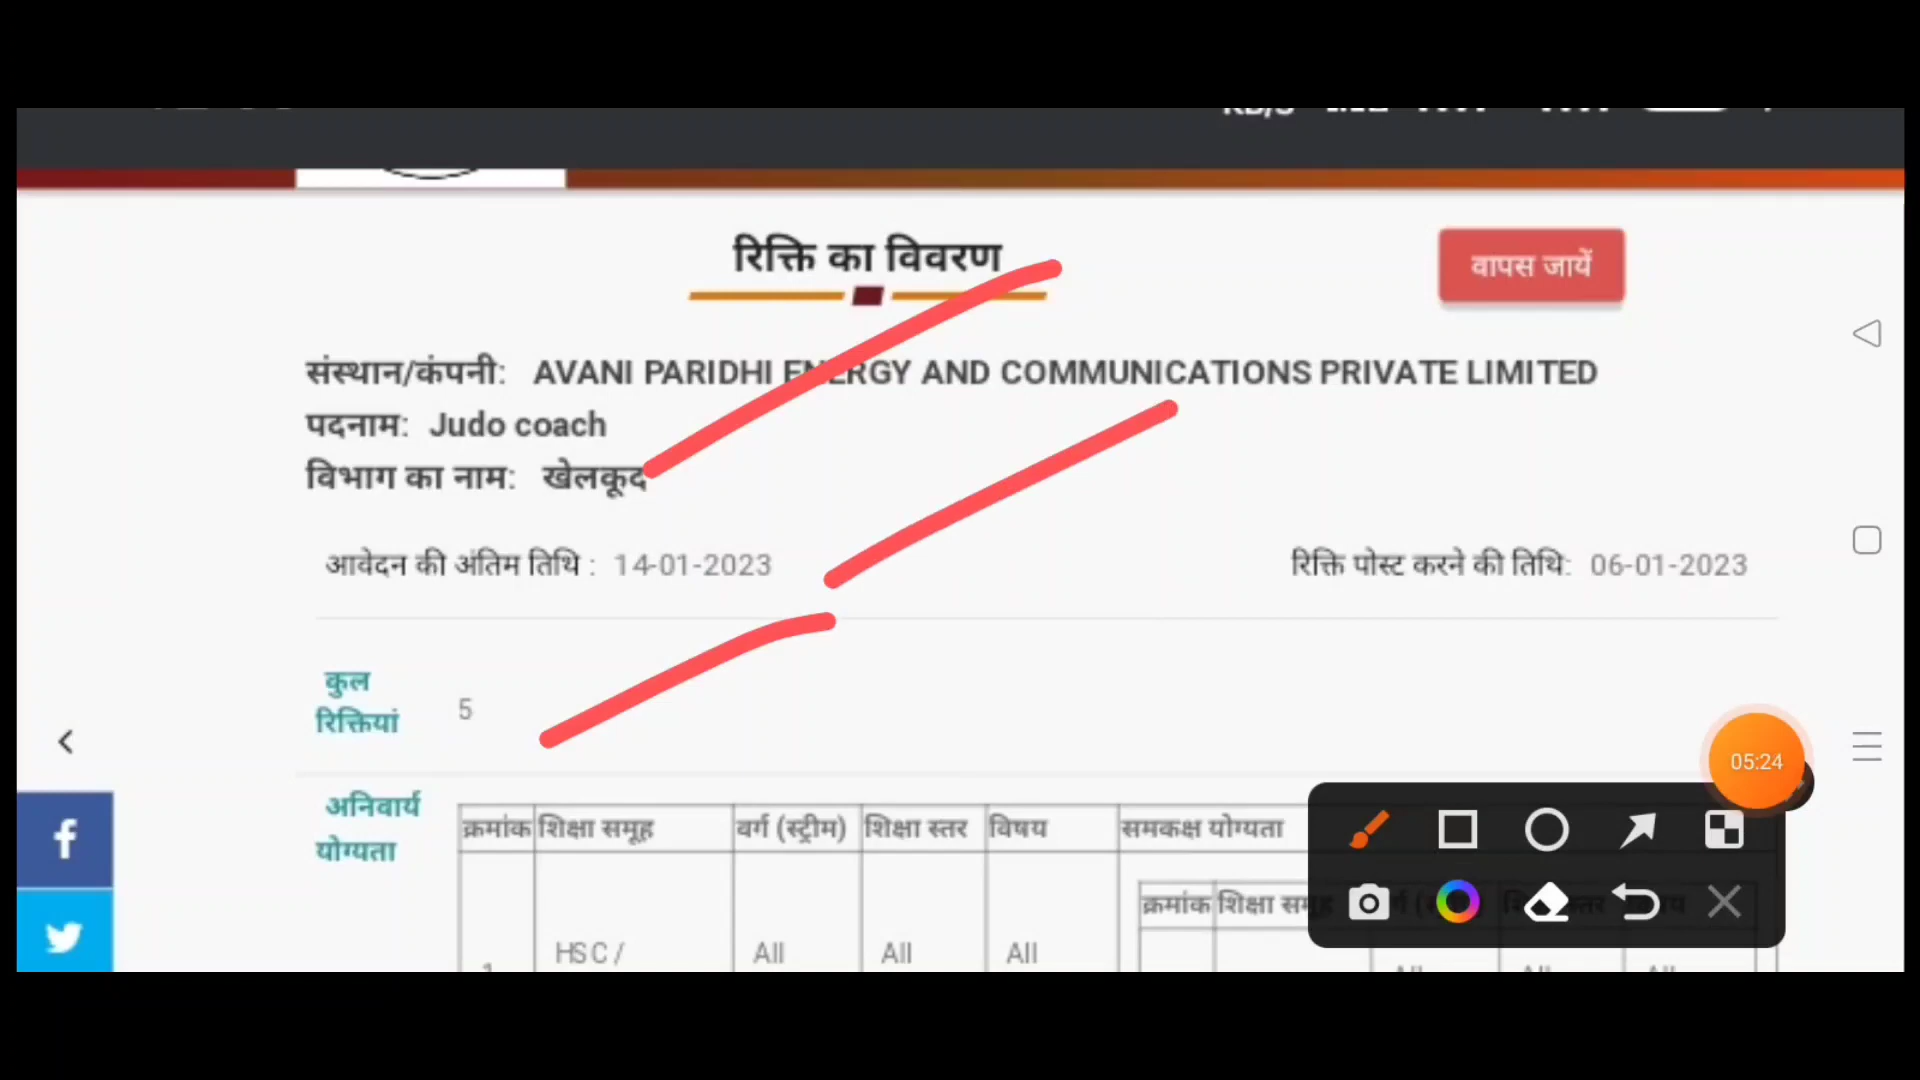 रिक्ति का विवरण
वापस जायें
संस्थान/कंपनी: AVANI PARIDHI ENERGY AND COMMUNICATIONS PRIVATE LIMITED
पदनाम: Judo coach
विभाग का नाम: खेलकूद
आवेदन की अंतिम तिथि : 14-01-2023
रिक्ति पोस्ट करने की तिथि: 06-01-2023
कुल
रिक्तियां
5
05:24
अनिवार्य
योग्यता
क्रमांक शिक्षा समूह वर्ग (स्ट्रीम) शिक्षा स्तर विषय समकक्ष योग्यता
क्रमांक शिक्षा समूह
HSC / All All All